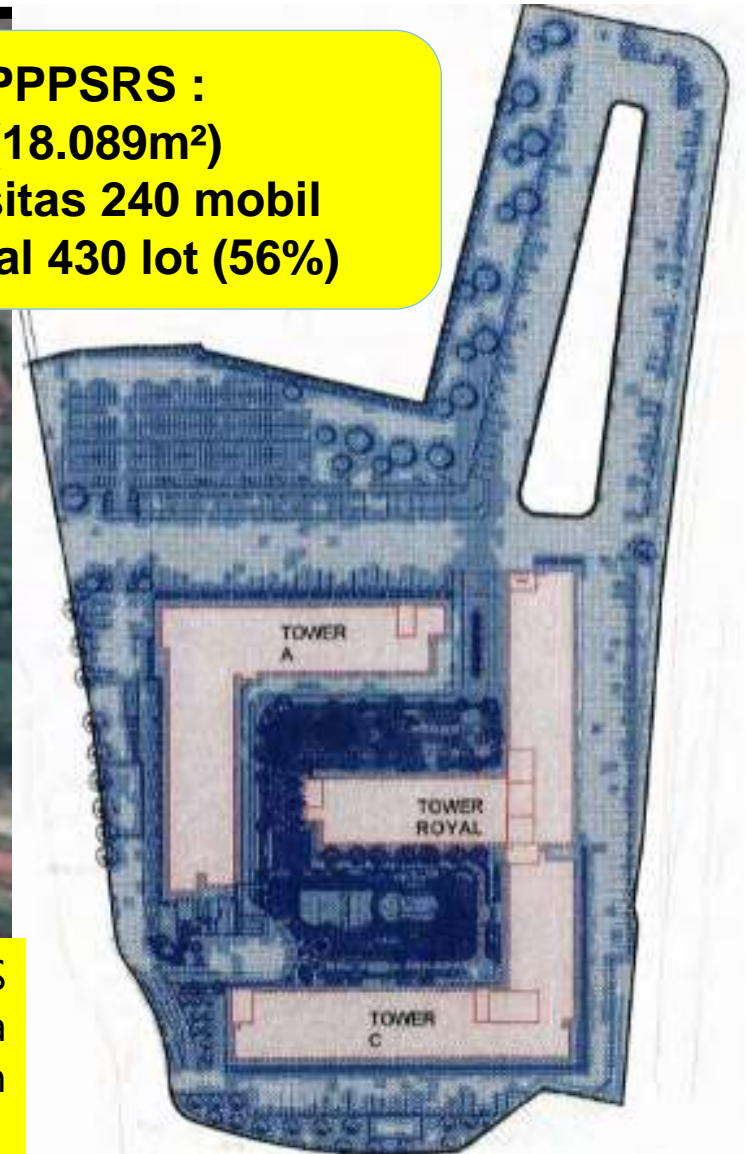 PPPSRS :
(18.089m²)
sitas 240 mobil
al 430 lot (56%)
TOWER
A
TOWER
ROYAL
TOWER
C
S
a
n